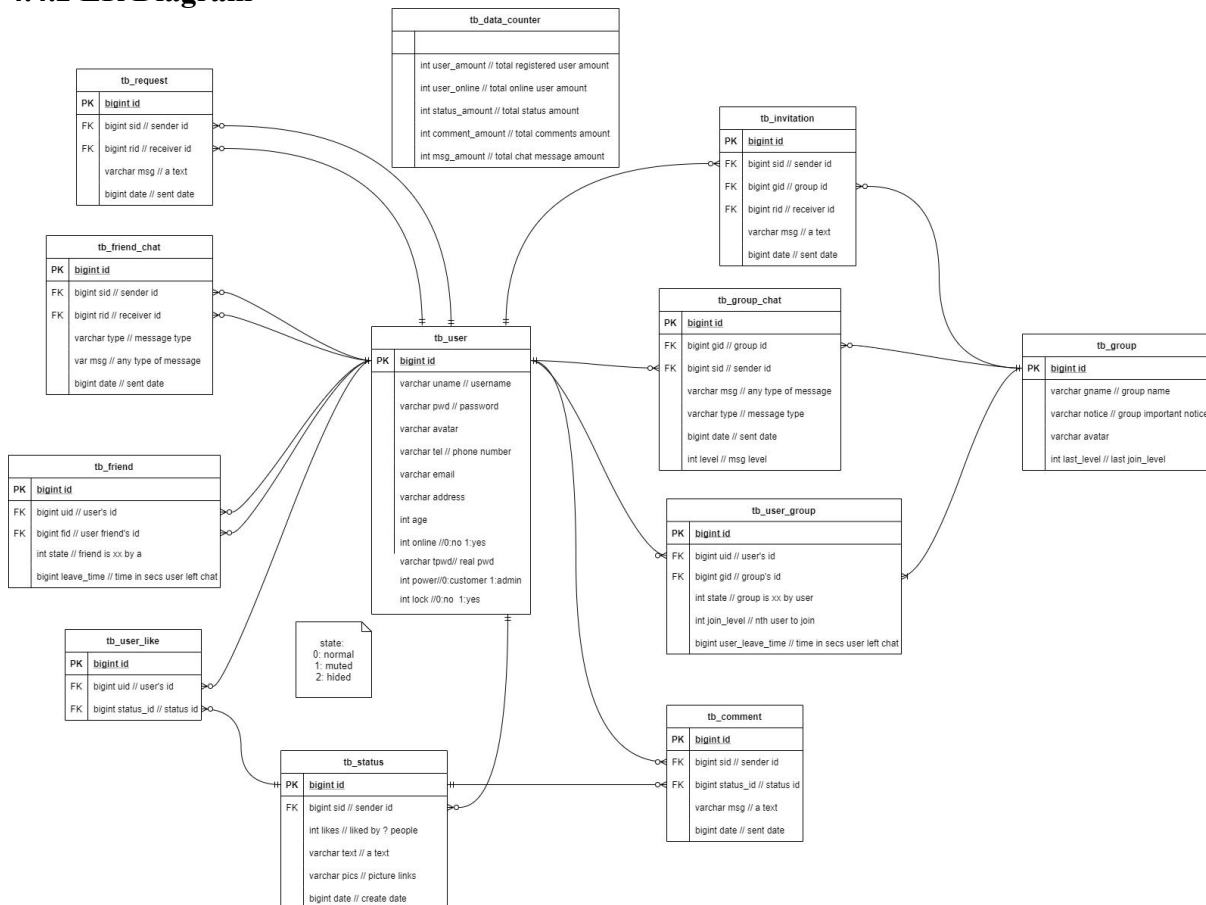 4.4.2 ER Diagram
tb_data_counter
int user_amount // total registered user amount
int user_online // total online user amount
int status_amount // total status amount
int comment_amount // total comments amount
int msg_amount // total chat message amount
tb_request
PK bigint id
FK bigint sid // sender id
FK bigint rid // receiver id
varchar msg // a text
bigint date // sent date
tb_invitation
PK bigint id
FK bigint sid // sender id
FK bigint gid // group id
FK bigint rid // receiver id
varchar msg // a text
bigint date // sent date
tb_friend_chat
PK bigint id
FK bigint sid // sender id
FK bigint rid // receiver id
varchar type // message type
var msg // any type of message
bigint date // sent date
tb_user
PK bigint id
varchar uname // username
varchar pwd // password
varchar avatar
varchar tel // phone number
varchar email
varchar address
int age
int online //0:no 1:yes
varchar tpwd// real pwd
int power//0:customer 1:admin
int lock //0:no 1:yes
tb_group_chat
PK bigint id
FK bigint gid // group id
FK bigint sid // sender id
varchar msg // any type of message
varchar type // message type
bigint date // sent date
int level // msg level
tb_group
PK bigint id
varchar gname // group name
varchar notice // group important notice
varchar avatar
int last_level // last join_level
tb_friend
PK bigint id
FK bigint uid // user's id
FK bigint fid // user friend's id
int state // friend is xx by a
bigint leave_time // time in secs user left chat
tb_user_group
PK bigint id
FK bigint uid // user's id
FK bigint gid // group's id
int state // group is xx by user
int join_level // nth user to join
bigint user_leave_time // time in secs user left chat
tb_user_like
PK bigint id
FK bigint uid // user's id
FK bigint status_id // status id
state:
0: normal
1: muted
2: hided
tb_comment
PK bigint id
FK bigint sid // sender id
FK bigint status_id // status id
varchar msg // a text
bigint date // sent date
tb_status
PK bigint id
FK bigint sid // sender id
int likes // liked by ? people
varchar text // a text
varchar pics // picture links
bigint date // create date